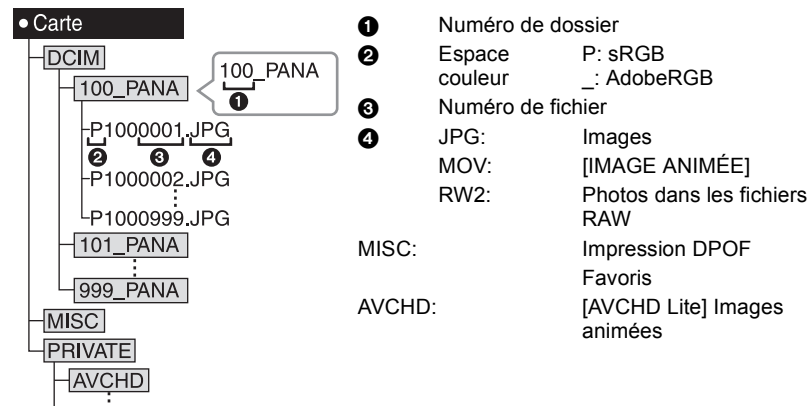 ● Carte
DCIM
100_PANA
100_PANA
❶
P1000001.JPG
❷ ❸ ❹
P1000002.JPG
P1000999.JPG
101_PANA
999_PANA
MISC
PRIVATE
AVCHD
❶ Numéro de dossier
❷ Espace couleur P: sRGB
_: AdobeRGB
❸ Numéro de fichier
❹ JPG: Images
MOV: [IMAGE ANIMÉE]
RW2: Photos dans les fichiers
RAW
MISC: Impression DPOF
Favoris
AVCHD: [AVCHD Lite] Images
animées